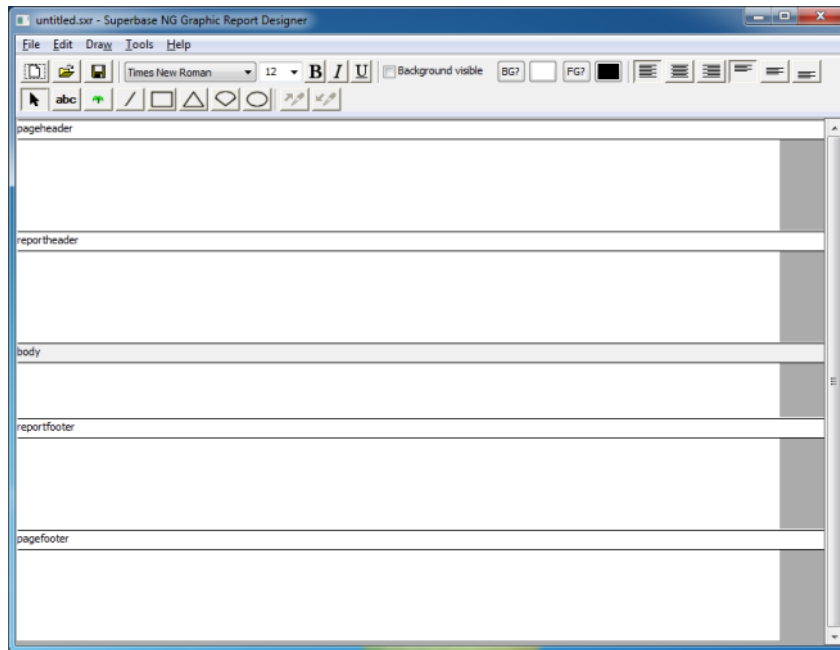 untitled.sxr - Superbase NG Graphic Report Designer
File Edit Draw Tools Help
Times New Roman 12 B I U Background visible BG? FG?
abc
pageheader
reportheader
body
reportfooter
pagefooter